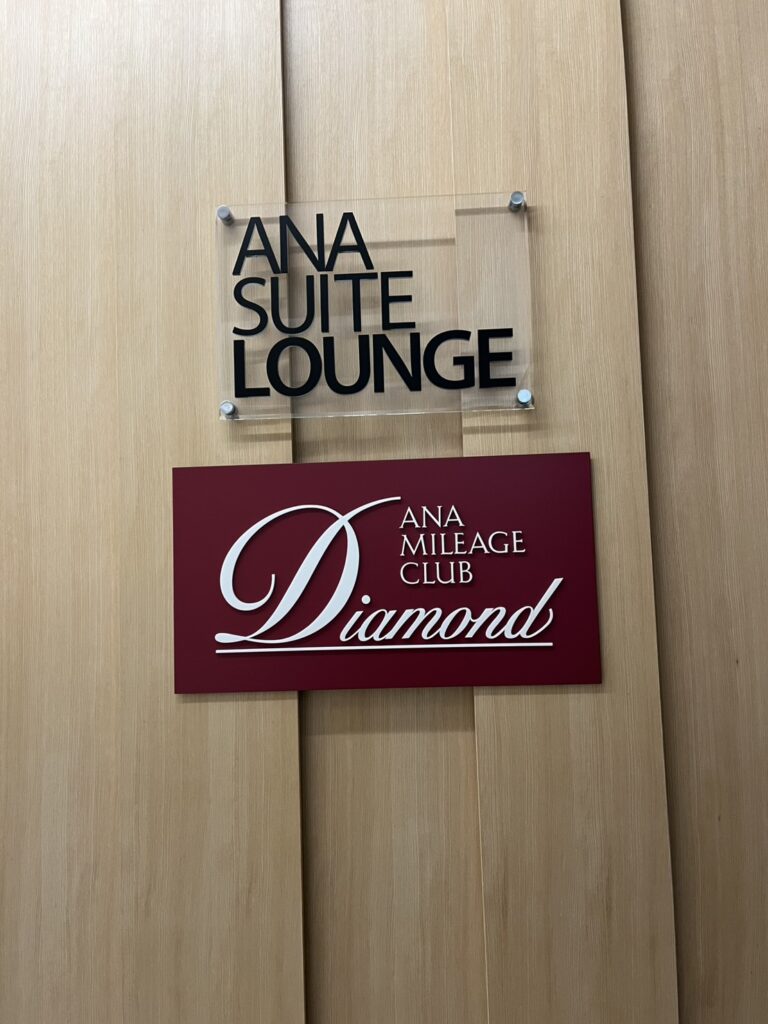 ANA
SUITE
LOUNGE
ANA
MILEAGE
CLUB
Diamond